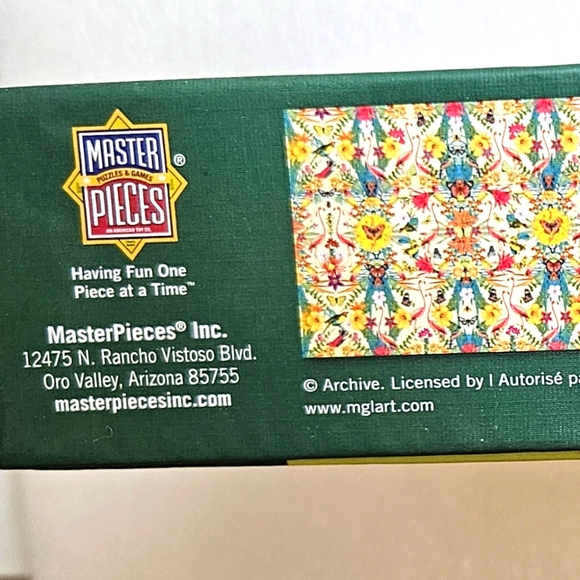 MASTER
PUZZLES & GAMES
PIECES
AN AMERICAN TOY CO.
®
Having Fun One
Piece at a Time™
MasterPieces® Inc.
12475 N. Rancho Vistoso Blvd.
Oro Valley, Arizona 85755
masterpiecesinc.com
© Archive. Licensed by | Autorisé pa
www.mglart.com